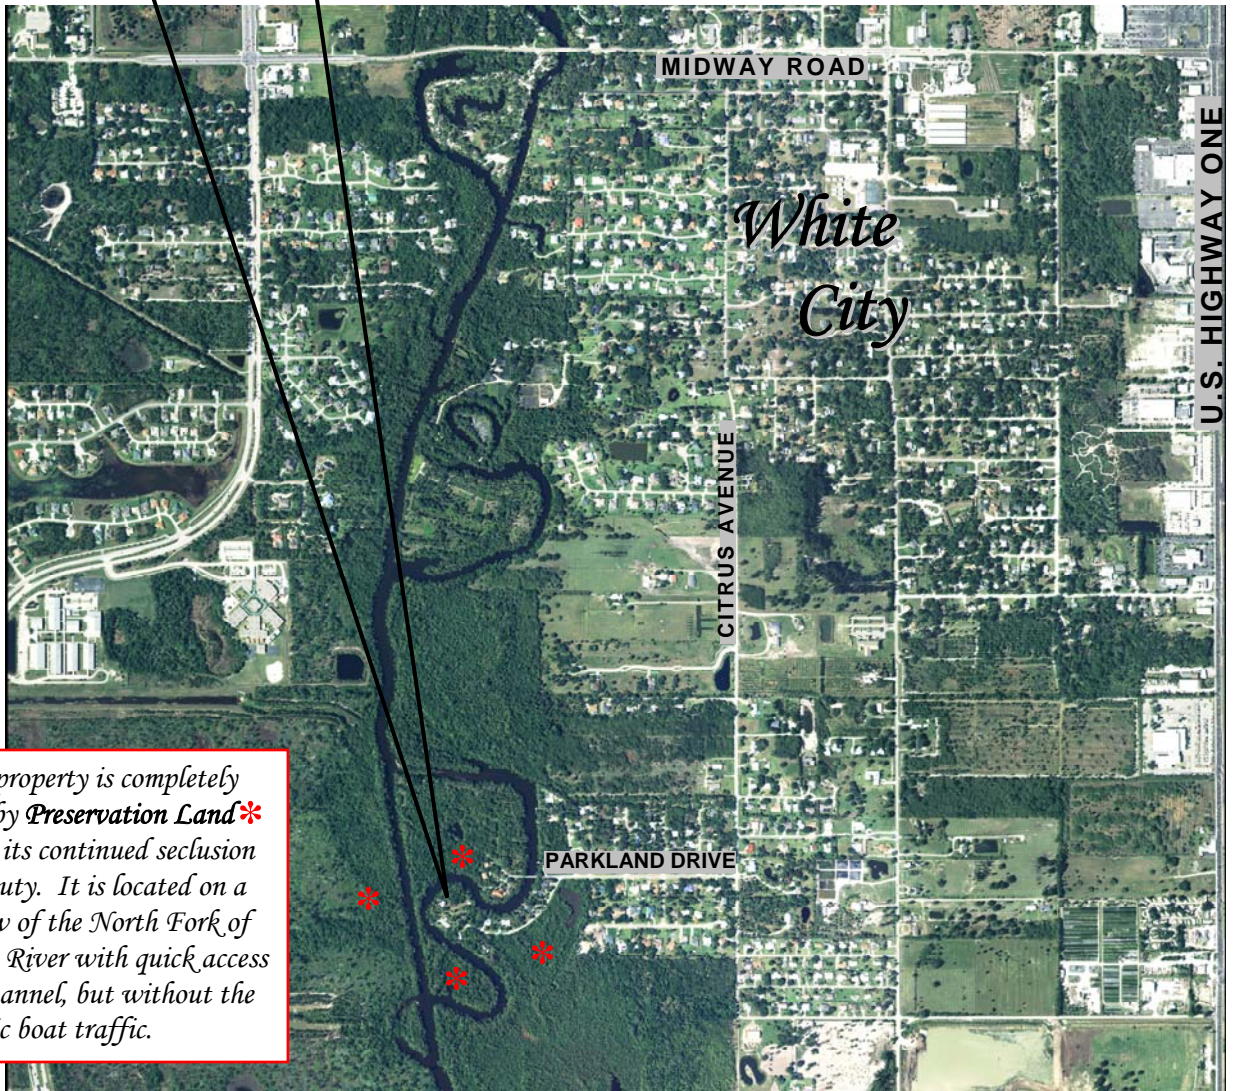 MIDWAY ROAD
White
City
U.S. HIGHWAY ONE
CITRUS AVENUE
PARKLAND DRIVE
property is completely
by Preservation Land *
its continued seclusion
uty. It is located on a
w of the North Fork of
River with quick access
annel, but without the
c boat traffic.